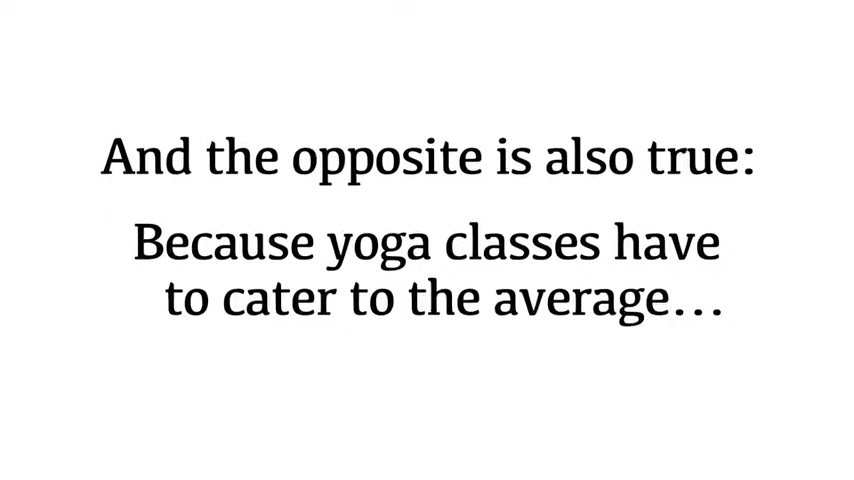 And the opposite is also true:
Because yoga classes have
to cater to the average…